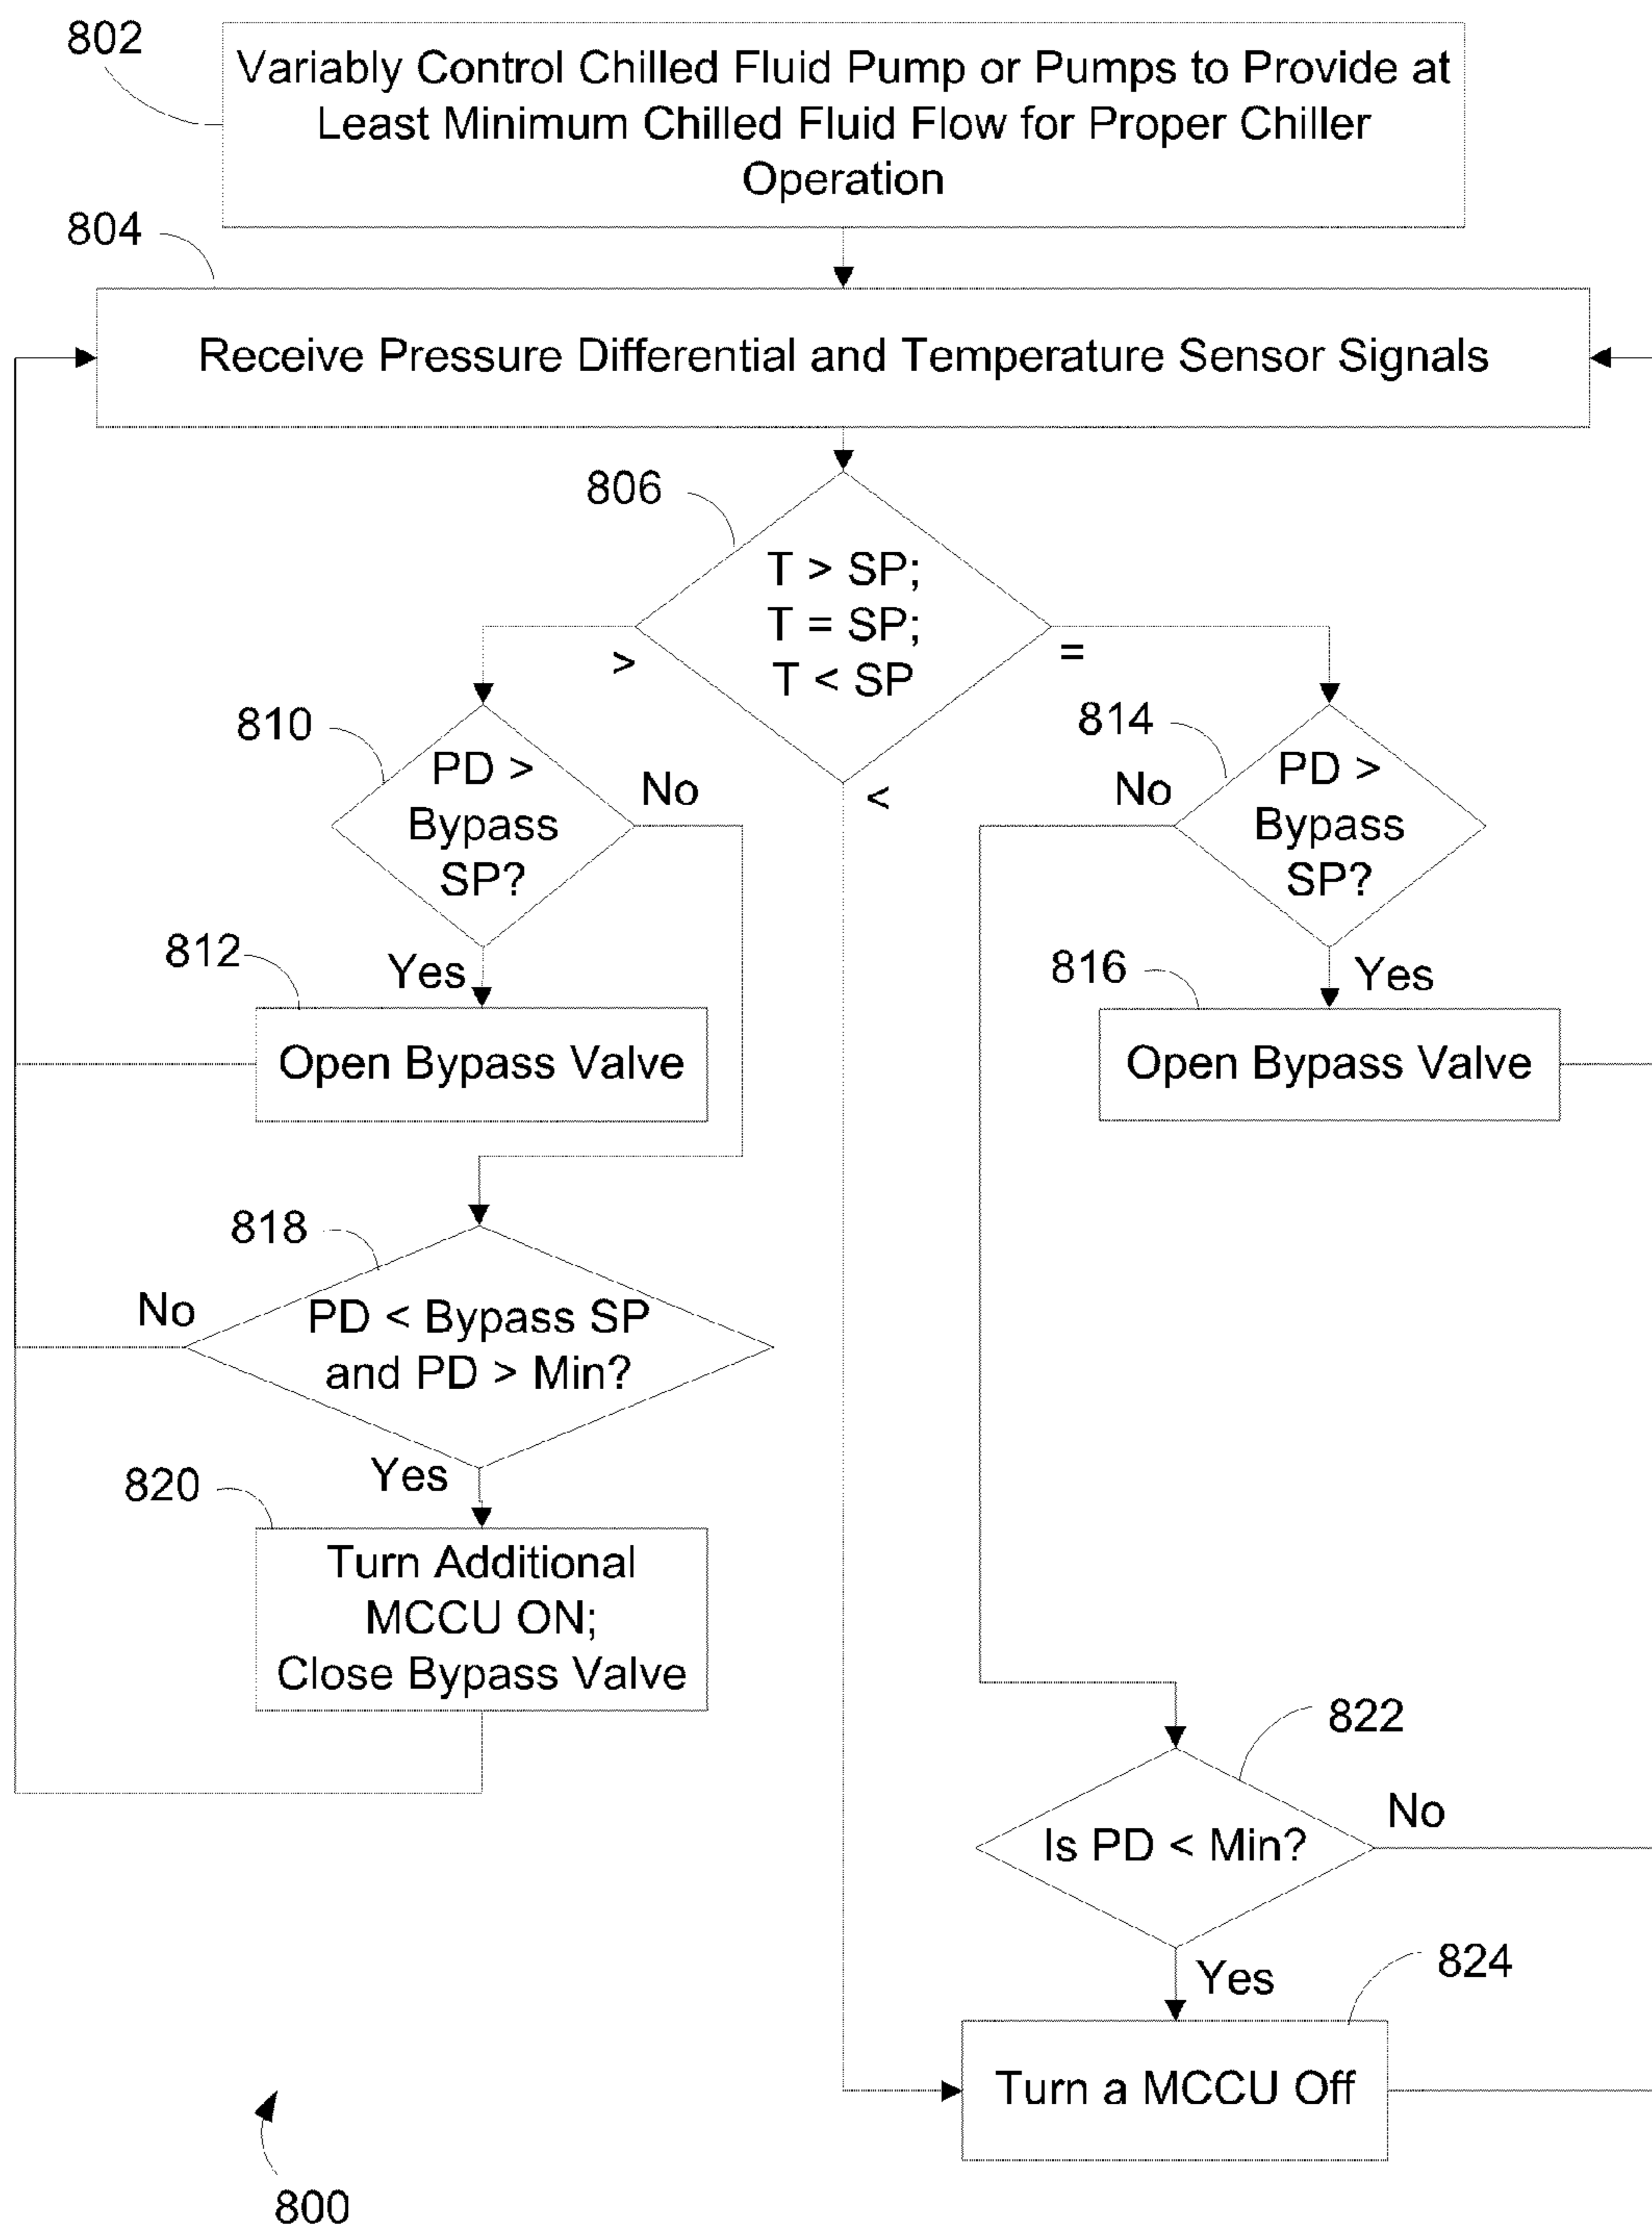 802
Variably Control Chilled Fluid Pump or Pumps to Provide at
Least Minimum Chilled Fluid Flow for Proper Chiller
Operation
804
Receive Pressure Differential and Temperature Sensor Signals
806
T > SP;
T = SP;
T < SP
>
=
<
810
PD >
Bypass
SP?
No
Yes
812
Open Bypass Valve
814
PD >
Bypass
SP?
No
Yes
816
Open Bypass Valve
818
PD < Bypass SP
and PD > Min?
No
Yes
820
Turn Additional
MCCU ON;
Close Bypass Valve
822
Is PD < Min?
No
Yes
824
Turn a MCCU Off
800